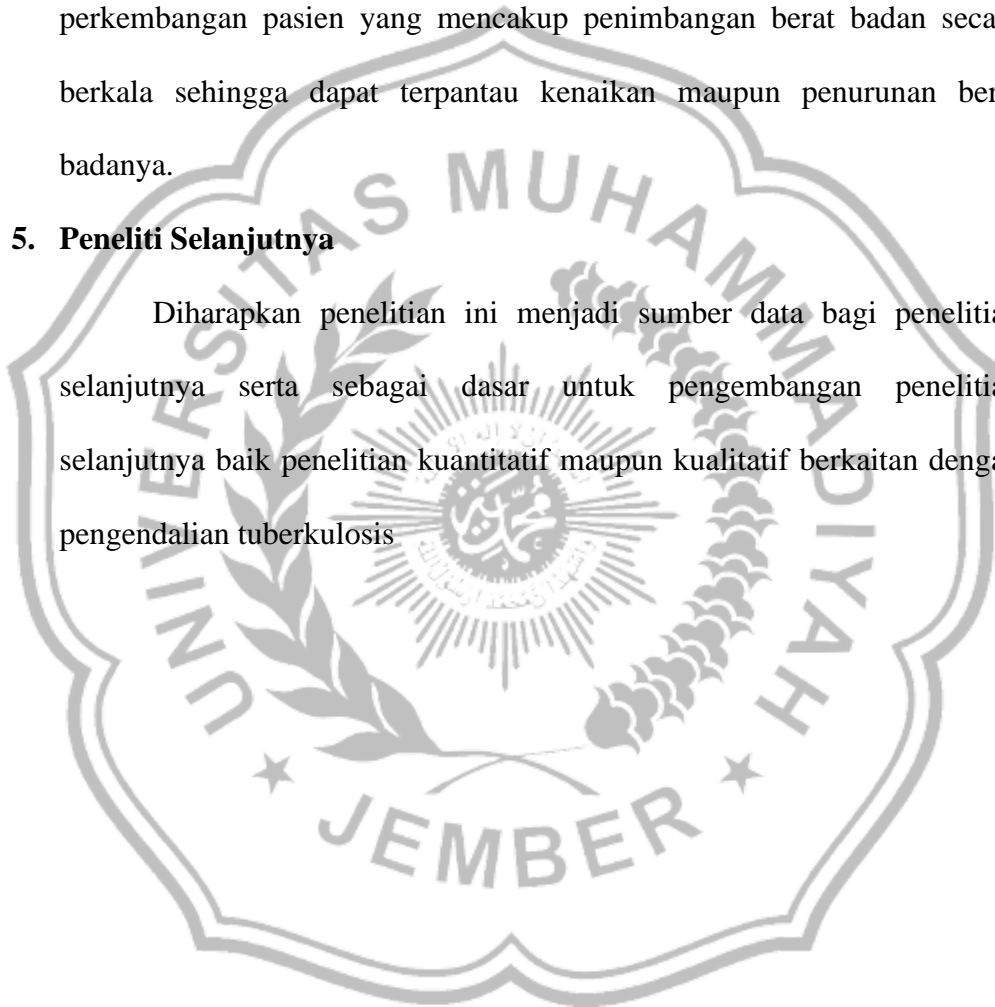 perkembangan pasien yang mencakup penimbangan berat badan seca
berkala sehingga dapat terpantau kenaikan maupun penurunan ber
badanya.
5. Peneliti Selanjutnya
Diharapkan penelitian ini menjadi sumber data bagi penelitia
selanjutnya serta sebagai dasar untuk pengembangan penelitia
selanjutnya baik penelitian kuantitatif maupun kualitatif berkaitan denga
pengendalian tuberkulosis
UNIVERSITAS MUHAMMADIYAH
JEMBER